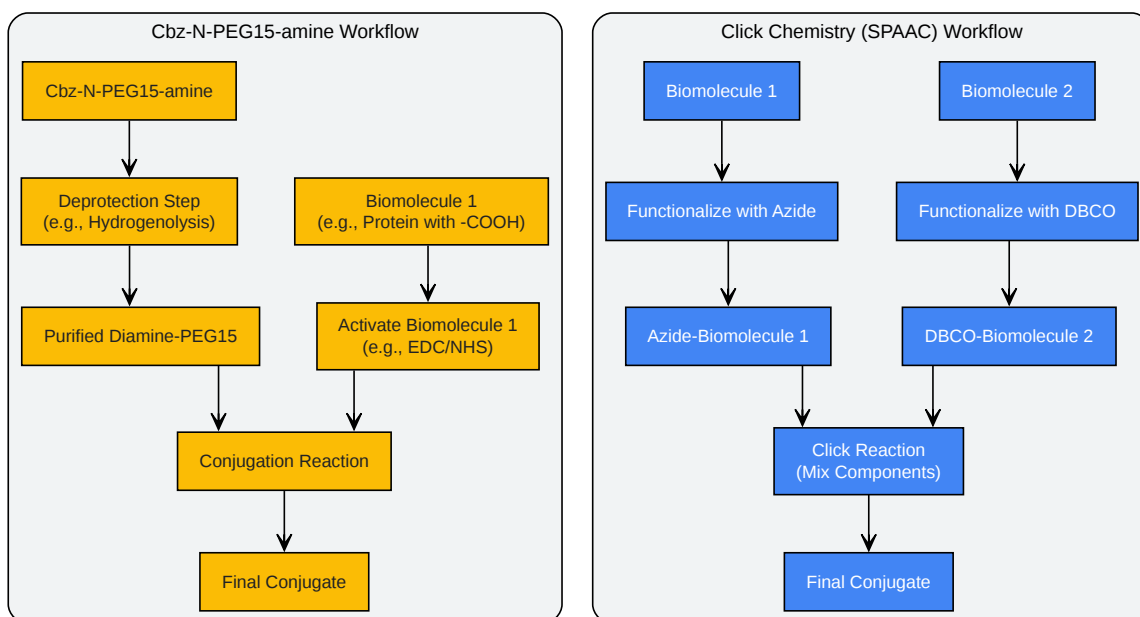 Cbz-N-PEG15-amine Workflow
Cbz-N-PEG15-amine
Deprotection Step
(e.g., Hydrogenolysis)
Biomolecule 1
(e.g., Protein with -COOH)
Purified Diamine-PEG15
Activate Biomolecule 1
(e.g., EDC/NHS)
Conjugation Reaction
Final Conjugate
Click Chemistry (SPAAC) Workflow
Biomolecule 1
Biomolecule 2
Functionalize with Azide
Functionalize with DBCO
Azide-Biomolecule 1
DBCO-Biomolecule 2
Click Reaction
(Mix Components)
Final Conjugate